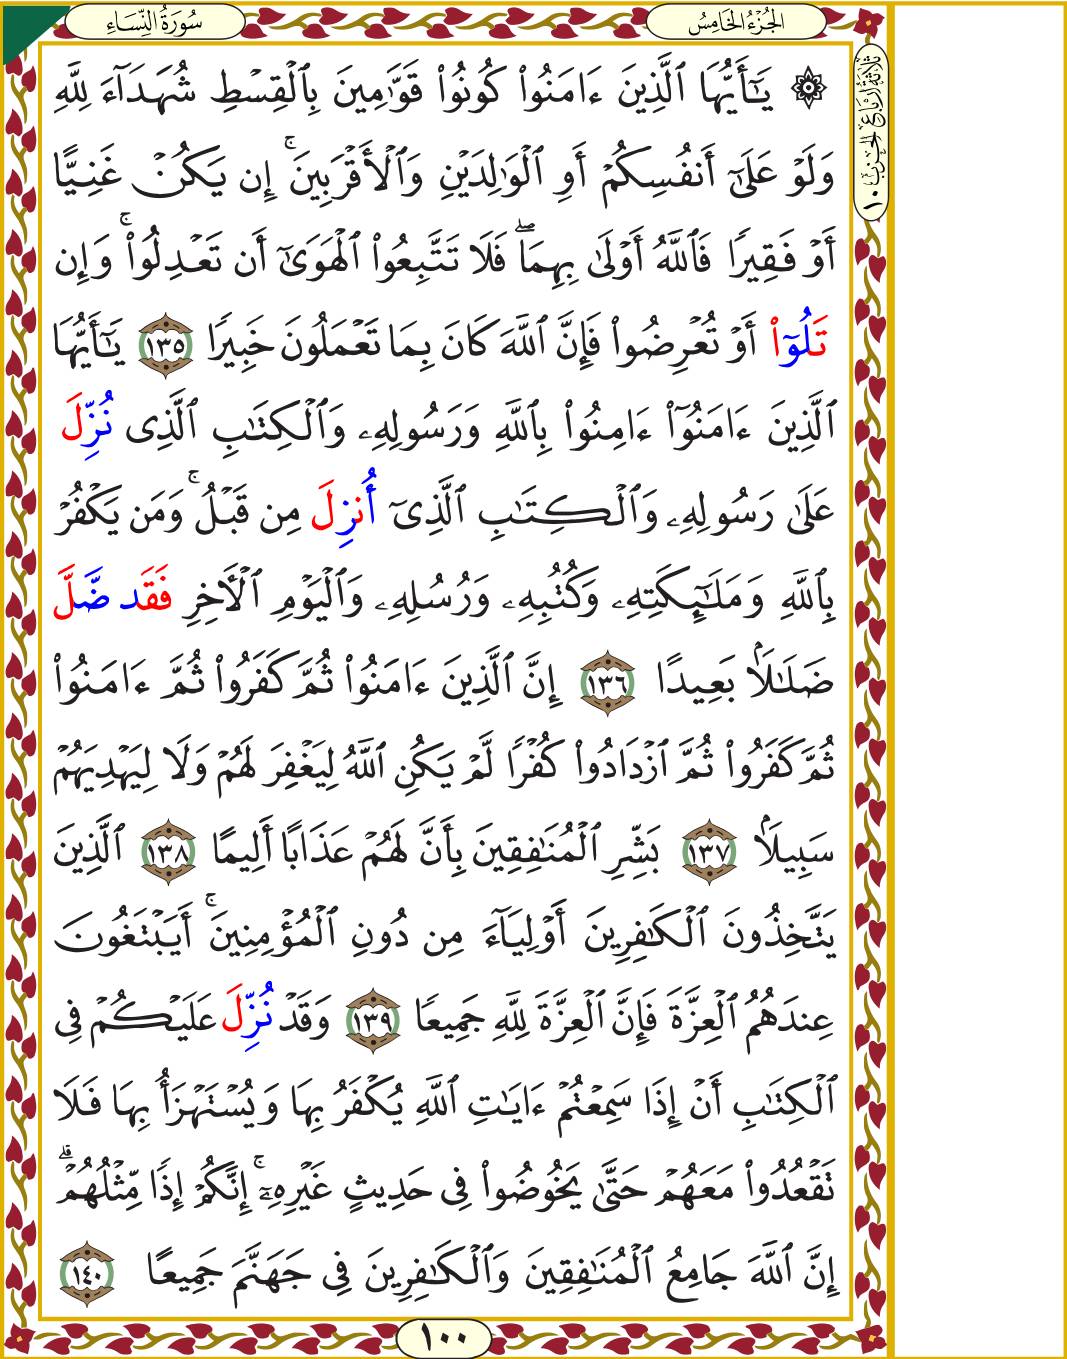 الجُزْءُ الخَامِسُ
سُورَةُ النِّسَاءِ
ثَلَاثَةُ أَرْبَاعِ الحِزْبِ ١٠
۞ يَٰٓأَيُّهَا ٱلَّذِينَ ءَامَنُوا۟ كُونُوا۟ قَوَّٰمِينَ بِٱلْقِسْطِ شُهَدَآءَ لِلَّهِ
وَلَوْ عَلَىٰٓ أَنفُسِكُمْ أَوِ ٱلْوَٰلِدَيْنِ وَٱلْأَقْرَبِينَ ۚ إِن يَكُنْ غَنِيًّا
أَوْ فَقِيرًا فَٱللَّهُ أَوْلَىٰ بِهِمَا ۖ فَلَا تَتَّبِعُوا۟ ٱلْهَوَىٰٓ أَن تَعْدِلُوا۟ ۚ وَإِن
تَلُوٓا۟ أَوْ تُعْرِضُوا۟ فَإِنَّ ٱللَّهَ كَانَ بِمَا تَعْمَلُونَ خَبِيرًا ١٣٥ يَٰٓأَيُّهَا
ٱلَّذِينَ ءَامَنُوٓا۟ ءَامِنُوا۟ بِٱللَّهِ وَرَسُولِهِۦ وَٱلْكِتَٰبِ ٱلَّذِى نُزِّلَ
عَلَىٰ رَسُولِهِۦ وَٱلْكِتَٰبِ ٱلَّذِىٓ أُنزِلَ مِن قَبْلُ ۚ وَمَن يَكْفُرْ
بِٱللَّهِ وَمَلَٰٓئِكَتِهِۦ وَكُتُبِهِۦ وَرُسُلِهِۦ وَٱلْيَوْمِ ٱلْأَخِرِ فَقَد ضَّلَّ
ضَلَٰلًۢا بَعِيدًا ١٣٦ إِنَّ ٱلَّذِينَ ءَامَنُوا۟ ثُمَّ كَفَرُوا۟ ثُمَّ ءَامَنُوا۟
ثُمَّ كَفَرُوا۟ ثُمَّ ٱزْدَادُوا۟ كُفْرًا لَّمْ يَكُنِ ٱللَّهُ لِيَغْفِرَ لَهُمْ وَلَا لِيَهْدِيَهُمْ
سَبِيلًۢا ١٣٧ بَشِّرِ ٱلْمُنَٰفِقِينَ بِأَنَّ لَهُمْ عَذَابًا أَلِيمًا ١٣٨ ٱلَّذِينَ
يَتَّخِذُونَ ٱلْكَٰفِرِينَ أَوْلِيَآءَ مِن دُونِ ٱلْمُؤْمِنِينَ ۚ أَيَبْتَغُونَ
عِندَهُمُ ٱلْعِزَّةَ فَإِنَّ ٱلْعِزَّةَ لِلَّهِ جَمِيعًا ١٣٩ وَقَدْ نُزِّلَ عَلَيْكُمْ فِى
ٱلْكِتَٰبِ أَنْ إِذَا سَمِعْتُمْ ءَايَٰتِ ٱللَّهِ يُكْفَرُ بِهَا وَيُسْتَهْزَأُ بِهَا فَلَا
تَقْعُدُوا۟ مَعَهُمْ حَتَّىٰ يَخُوضُوا۟ فِى حَدِيثٍ غَيْرِهِۦٓ ۚ إِنَّكُمْ إِذًا مِّثْلُهُمْ ۗ
إِنَّ ٱللَّهَ جَامِعُ ٱلْمُنَٰفِقِينَ وَٱلْكَٰفِرِينَ فِى جَهَنَّمَ جَمِيعًا ١٤٠
١٠٠